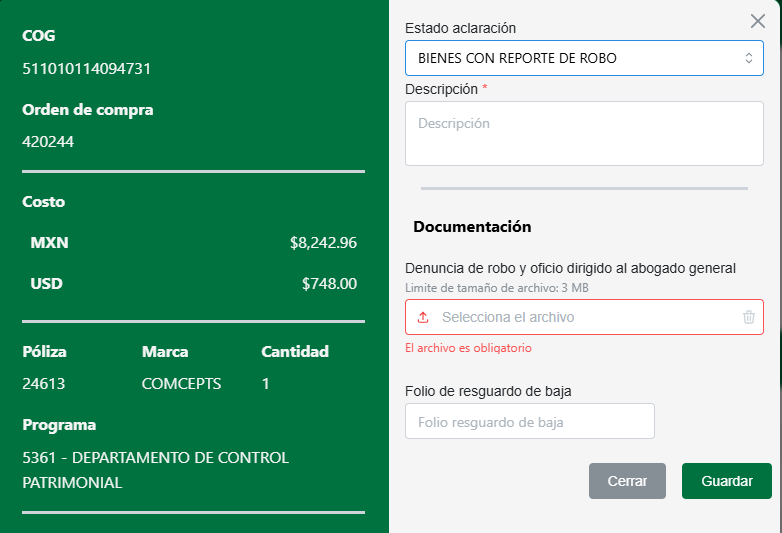 COG
511010114094731
Orden de compra
420244
Costo
MXN $8,242.96
USD $748.00
Póliza Marca Cantidad
24613 COMCEPTS 1
Programa
5361 - DEPARTAMENTO DE CONTROL
PATRIMONIAL
Estado aclaración
BIENES CON REPORTE DE ROBO
Descripción *
Descripción
Documentación
Denuncia de robo y oficio dirigido al abogado general
Limite de tamaño de archivo: 3 MB
Selecciona el archivo
El archivo es obligatorio
Folio de resguardo de baja
Folio resguardo de baja
Cerrar Guardar